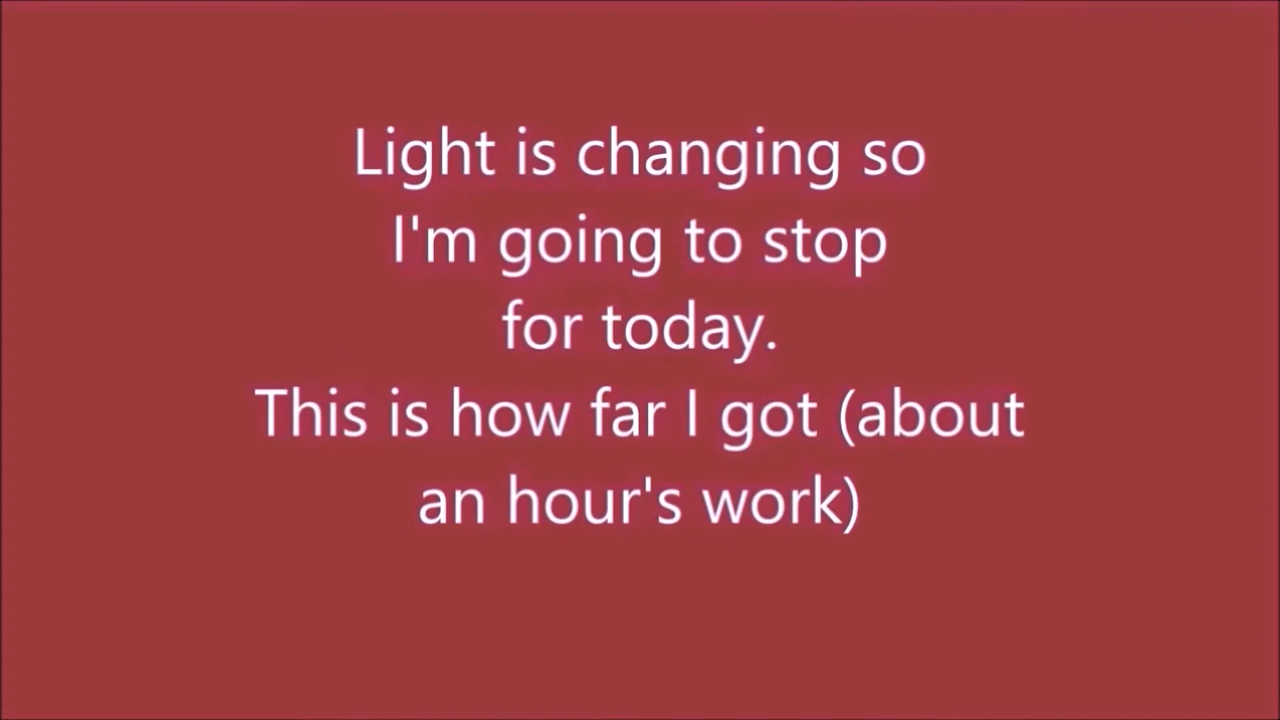 Light is changing so
I'm going to stop
for today.
This is how far I got (about
an hour's work)